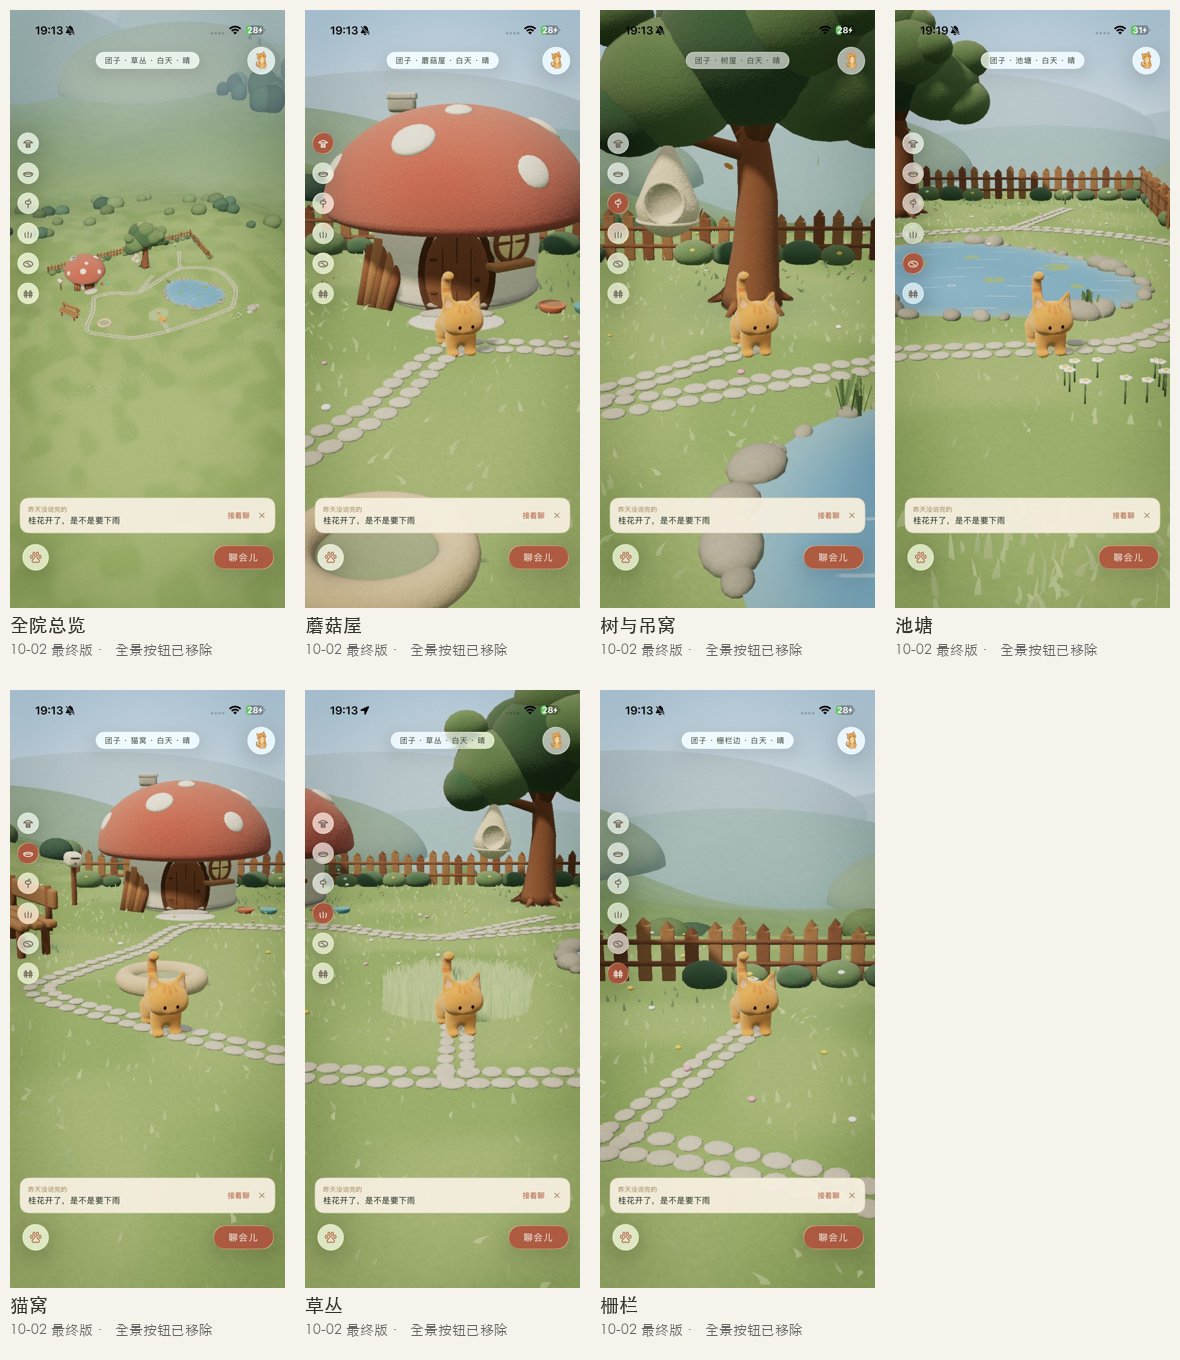 19:13
28
团子 · 草丛 · 白天 · 晴
昨天没说完的
桂花开了，是不是要下雨
接着聊 ×
聊会儿
全院总览
10-02 最终版 · 全景按钮已移除
19:13
28
团子 · 蘑菇屋 · 白天 · 晴
昨天没说完的
桂花开了，是不是要下雨
接着聊 ×
聊会儿
蘑菇屋
10-02 最终版 · 全景按钮已移除
19:13
28
团子 · 树屋 · 白天 · 晴
昨天没说完的
桂花开了，是不是要下雨
接着聊 ×
聊会儿
树与吊窝
10-02 最终版 · 全景按钮已移除
19:19
31
团子 · 池塘 · 白天 · 晴
昨天没说完的
桂花开了，是不是要下雨
接着聊 ×
聊会儿
池塘
10-02 最终版 · 全景按钮已移除
19:13
28
团子 · 猫窝 · 白天 · 晴
昨天没说完的
桂花开了，是不是要下雨
接着聊 ×
聊会儿
猫窝
10-02 最终版 · 全景按钮已移除
19:13
28
团子 · 草丛 · 白天 · 晴
昨天没说完的
桂花开了，是不是要下雨
接着聊 ×
聊会儿
草丛
10-02 最终版 · 全景按钮已移除
19:13
28
团子 · 栅栏边 · 白天 · 晴
昨天没说完的
桂花开了，是不是要下雨
接着聊 ×
聊会儿
栅栏
10-02 最终版 · 全景按钮已移除